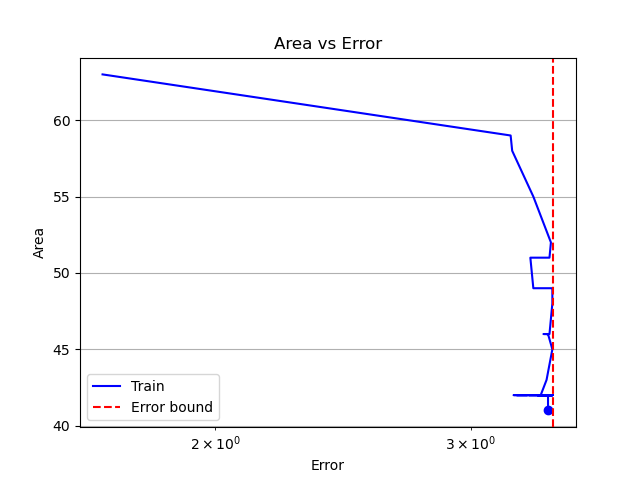 Area vs Error
60
55
50
45
40
Area
Train
Error bound
2 × 10⁰
3 × 10⁰
Error